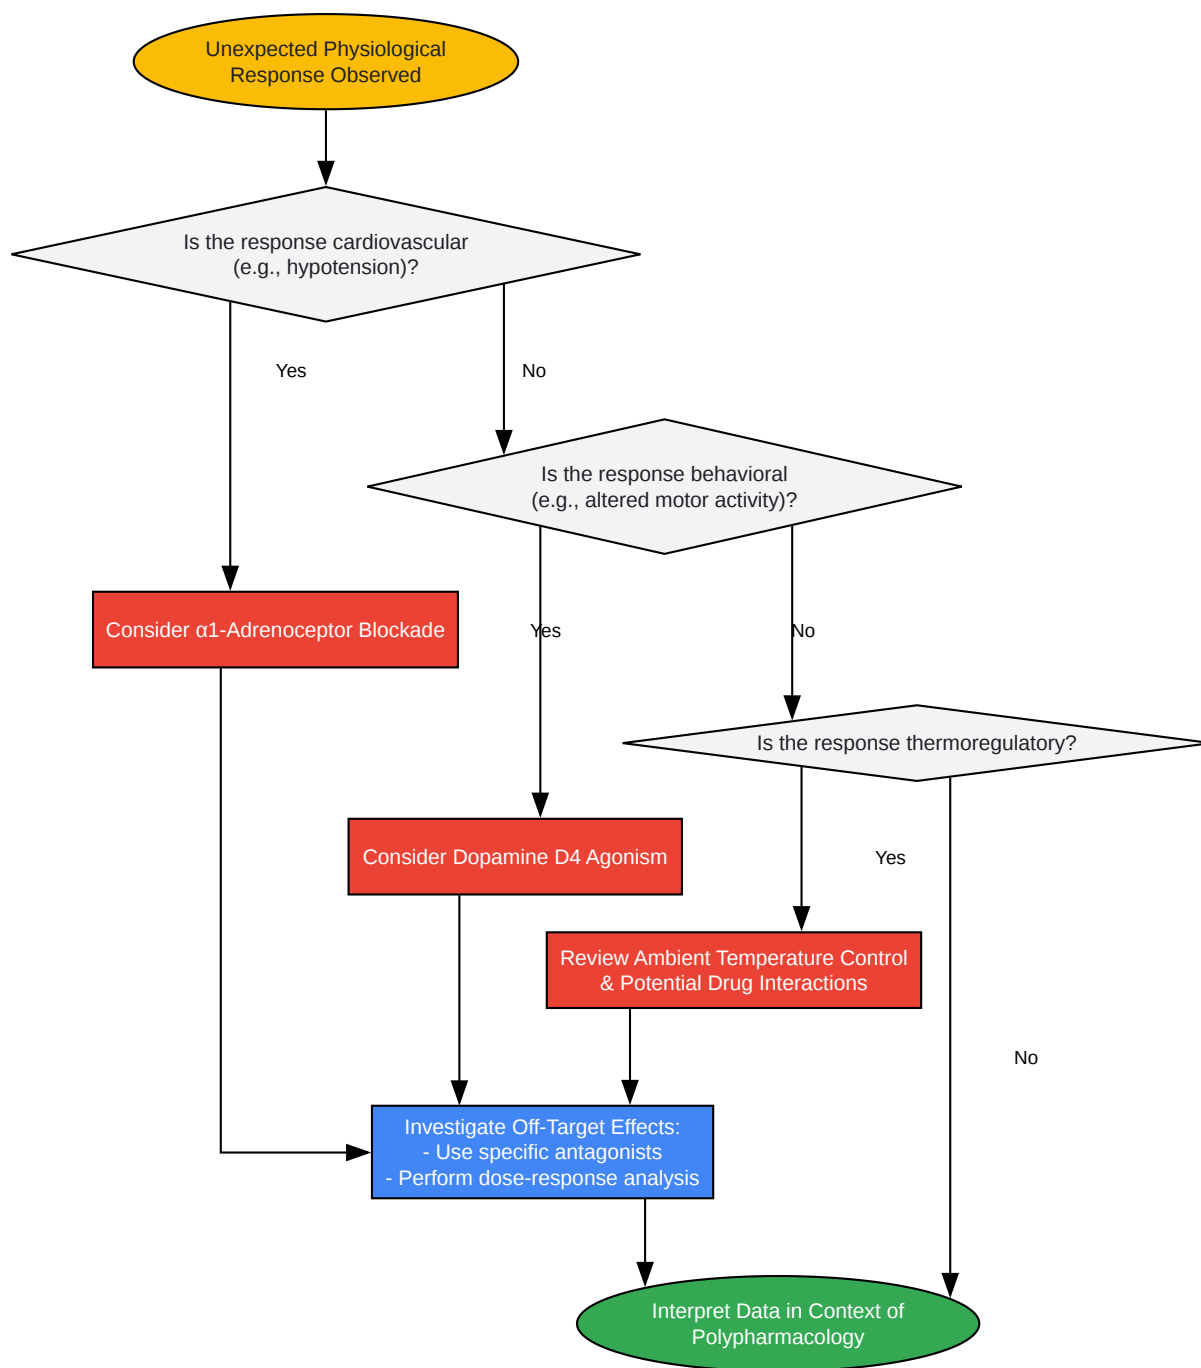 Unexpected Physiological
Response Observed
Is the response cardiovascular
(e.g., hypotension)?
Yes
No
Is the response behavioral
(e.g., altered motor activity)?
Consider α1-Adrenoceptor Blockade
Yes
No
Is the response thermoregulatory?
Consider Dopamine D4 Agonism
Yes
Review Ambient Temperature Control
& Potential Drug Interactions
No
Investigate Off-Target Effects:
- Use specific antagonists
- Perform dose-response analysis
Interpret Data in Context of
Polypharmacology